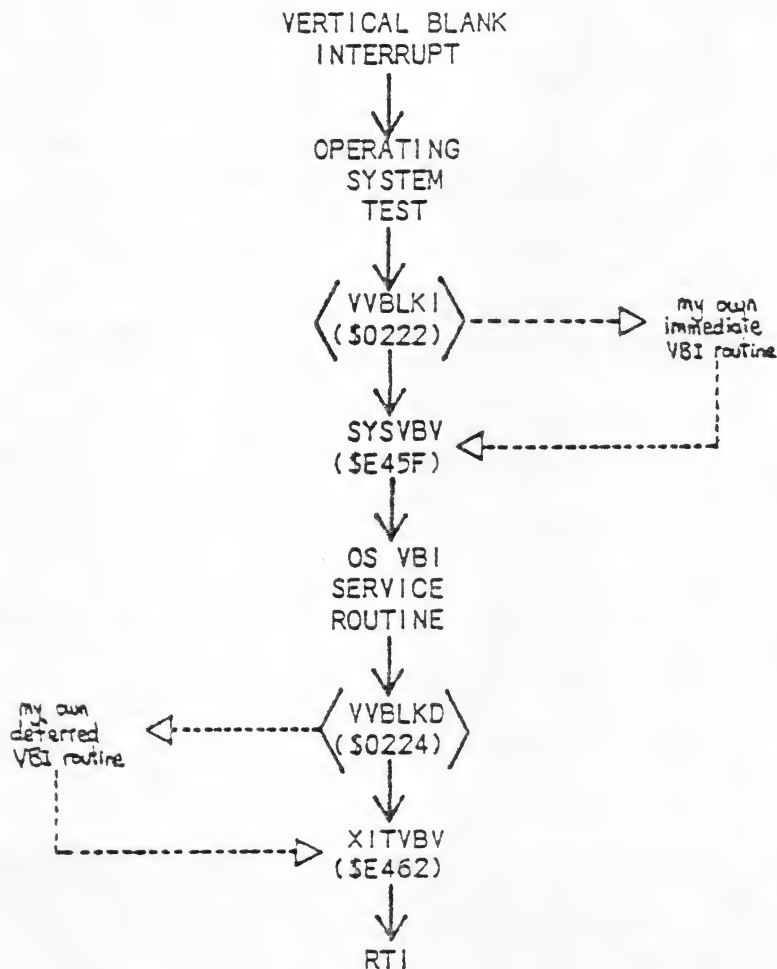 VERTICAL BLANK
INTERRUPT
OPERATING
SYSTEM
TEST
VVBLKI
($0222)
my own
immediate
VBI routine
SYSVBV
($E45F)
OS VBI
SERVICE
ROUTINE
my own
deferred
VBI routine
VVBLKD
($0224)
XITVBV
($E462)
RTI